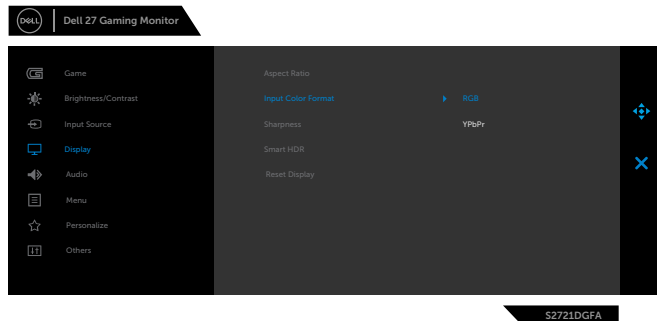 DELL
Dell 27 Gaming Monitor
Game
Aspect Ratio
Brightness/Contrast
Input Color Format
RGB
Input Source
Sharpness
YPbPr
Display
Smart HDR
Audio
Reset Display
Menu
Personalize
Others
S2721DGFA